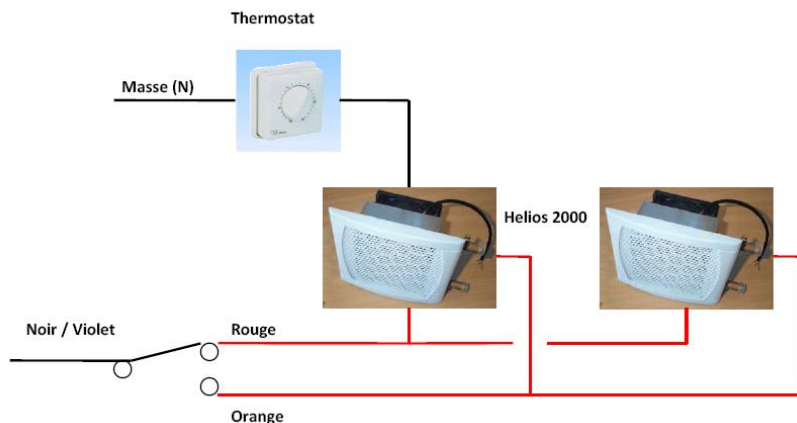 Thermostat
Masse (N)
Helios 2000
Noir / Violet
Rouge
Orange